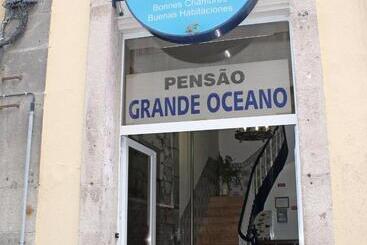 Bonnes Chambres
Buenas Habitaciones
PENSÃO
GRANDE OCEANO